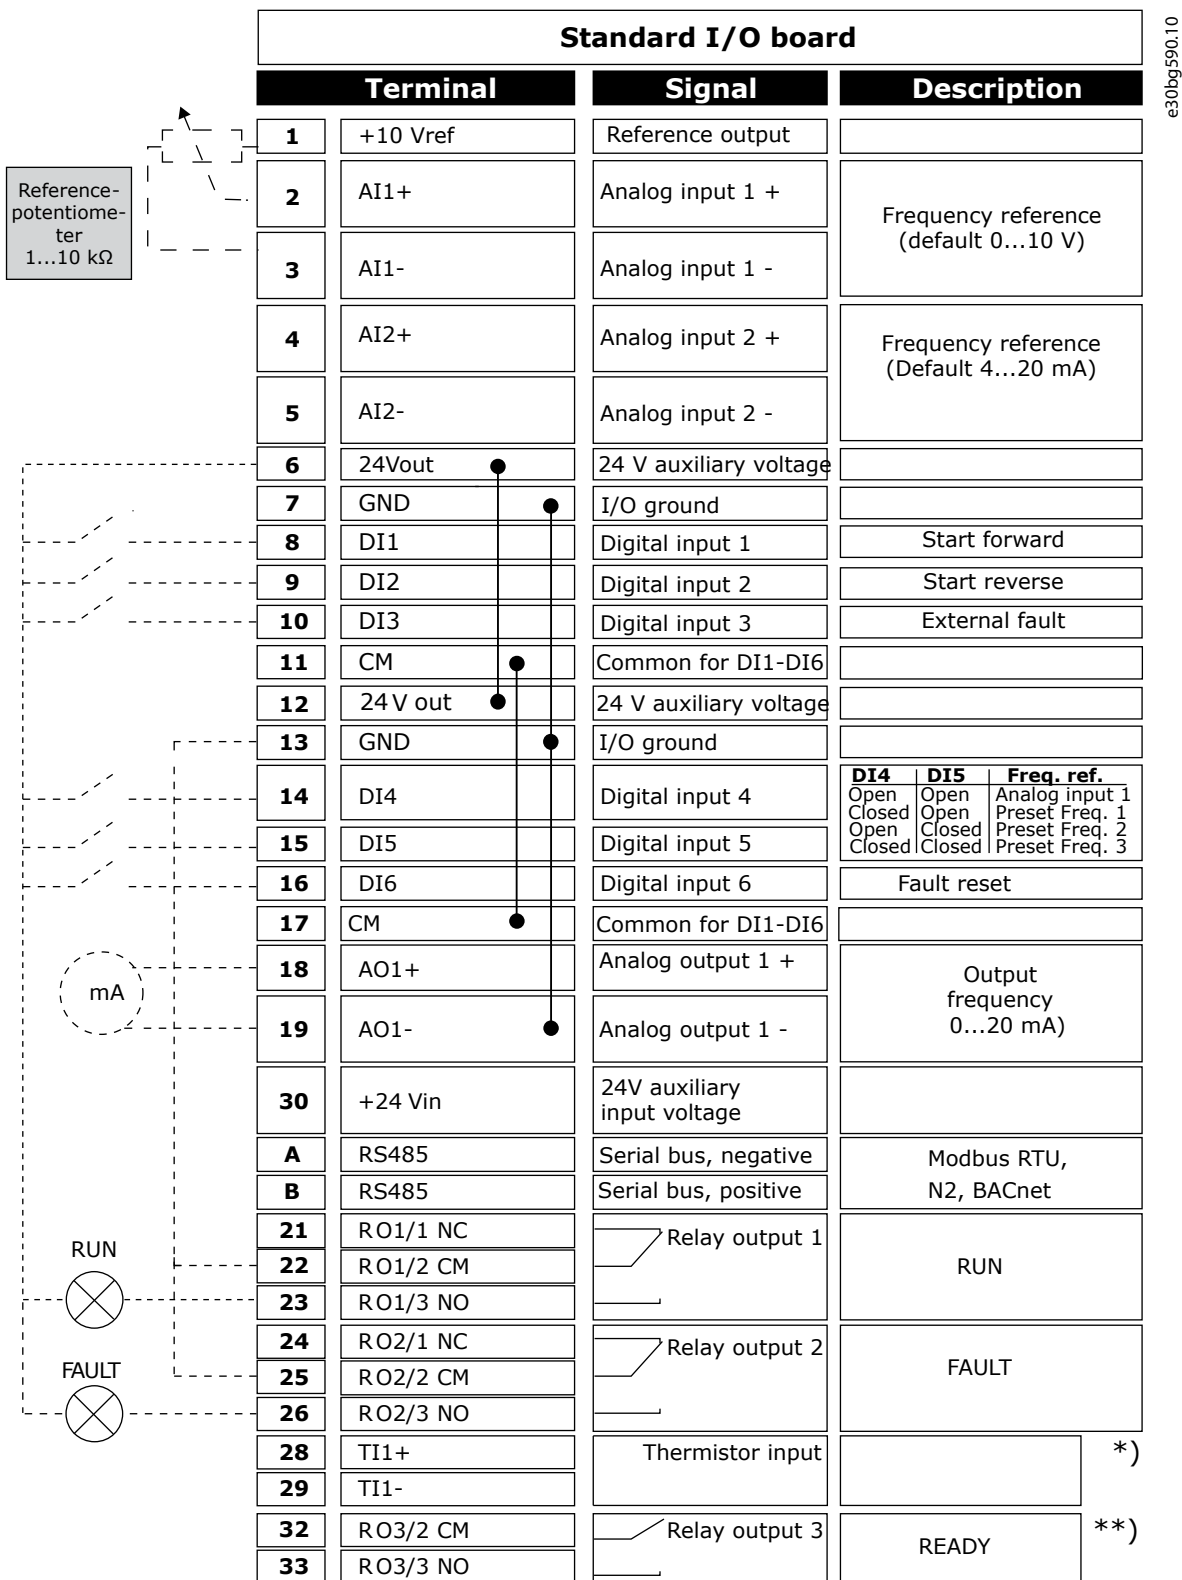 Standard I/O board
e30bg590.10
Terminal Signal Description
1 +10 Vref Reference output
Reference-
potentiome-
ter
1...10 kΩ
2 AI1+ Analog input 1 +
Frequency reference
(default 0...10 V)
3 AI1- Analog input 1 -
4 AI2+ Analog input 2 +
Frequency reference
(Default 4...20 mA)
5 AI2- Analog input 2 -
6 24Vout 24 V auxiliary voltage
7 GND I/O ground
8 DI1 Digital input 1 Start forward
9 DI2 Digital input 2 Start reverse
10 DI3 Digital input 3 External fault
11 CM Common for DI1-DI6
12 24 V out 24 V auxiliary voltage
13 GND I/O ground
14 DI4 Digital input 4
DI4 DI5 Freq. ref.
Open Open Analog input 1
Closed Open Preset Freq. 1
Open Closed Preset Freq. 2
Closed Closed Preset Freq. 3
15 DI5 Digital input 5
16 DI6 Digital input 6 Fault reset
17 CM Common for DI1-DI6
mA
18 AO1+ Analog output 1 +
Output
frequency
0...20 mA)
19 AO1- Analog output 1 -
30 +24 Vin 24V auxiliary
input voltage
A RS485 Serial bus, negative
Modbus RTU,
N2, BACnet
B RS485 Serial bus, positive
21 RO1/1 NC Relay output 1
RUN
22 RO1/2 CM RUN
23 RO1/3 NO
24 RO2/1 NC Relay output 2
FAULT
25 RO2/2 CM FAULT
26 RO2/3 NO
28 TI1+ Thermistor input *)
29 TI1-
32 RO3/2 CM Relay output 3 READY **)
33 RO3/3 NO